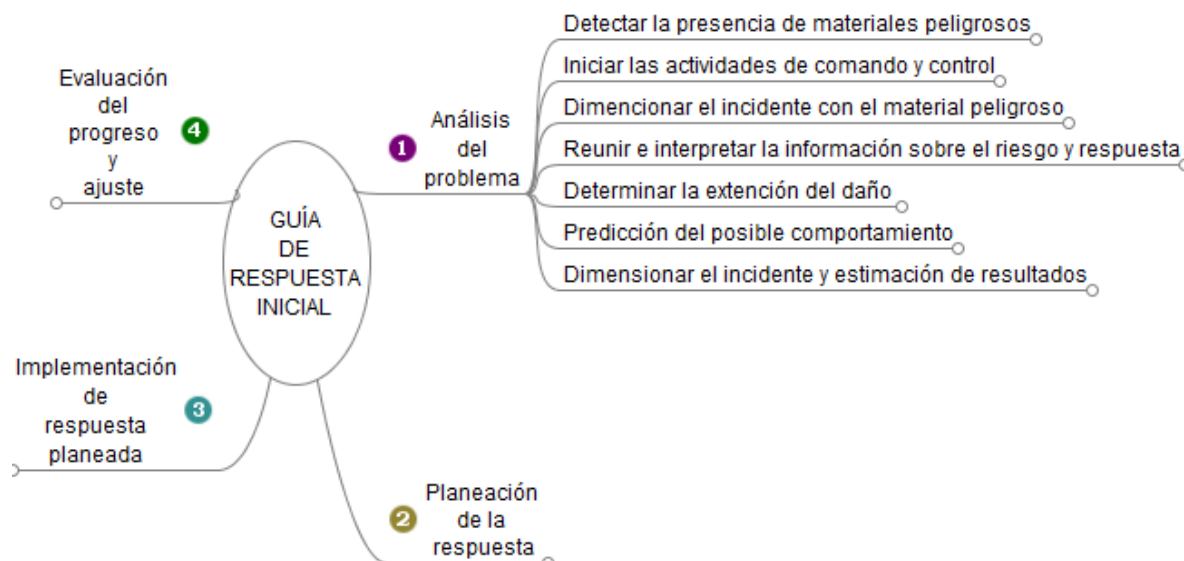 GUÍA
DE
RESPUESTA
INICIAL
1
Análisis
del
problema
Detectar la presencia de materiales peligrosos
Iniciar las actividades de comando y control
Dimencionar el incidente con el material peligroso
Reunir e interpretar la información sobre el riesgo y respuesta
Determinar la extención del daño
Predicción del posible comportamiento
Dimensionar el incidente y estimación de resultados
2
Planeación
de la
respuesta
3
Implementación
de
respuesta
planeada
4
Evaluación
del
progreso
y
ajuste